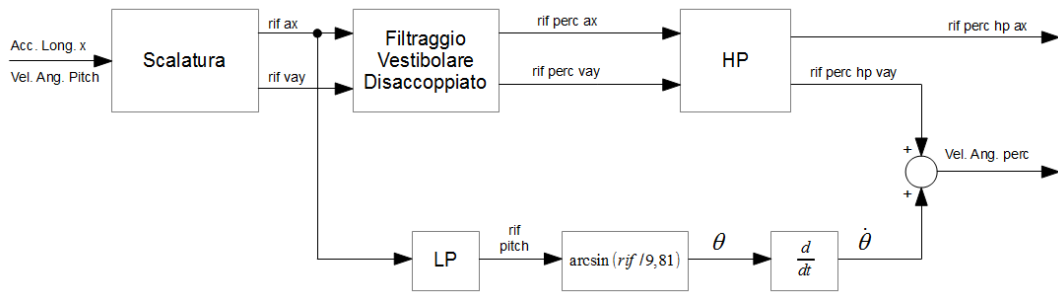 Acc. Long. x
Vel. Ang. Pitch
Scalatura
rif ax
rif vay
Filtraggio
Vestibolare
Disaccoppiato
rif perc ax
rif perc vay
HP
rif perc hp ax
rif perc hp vay
+
+
Vel. Ang. perc
LP
rif
pitch
arcsin(rif /9,81)
θ
d
dt
θ̇